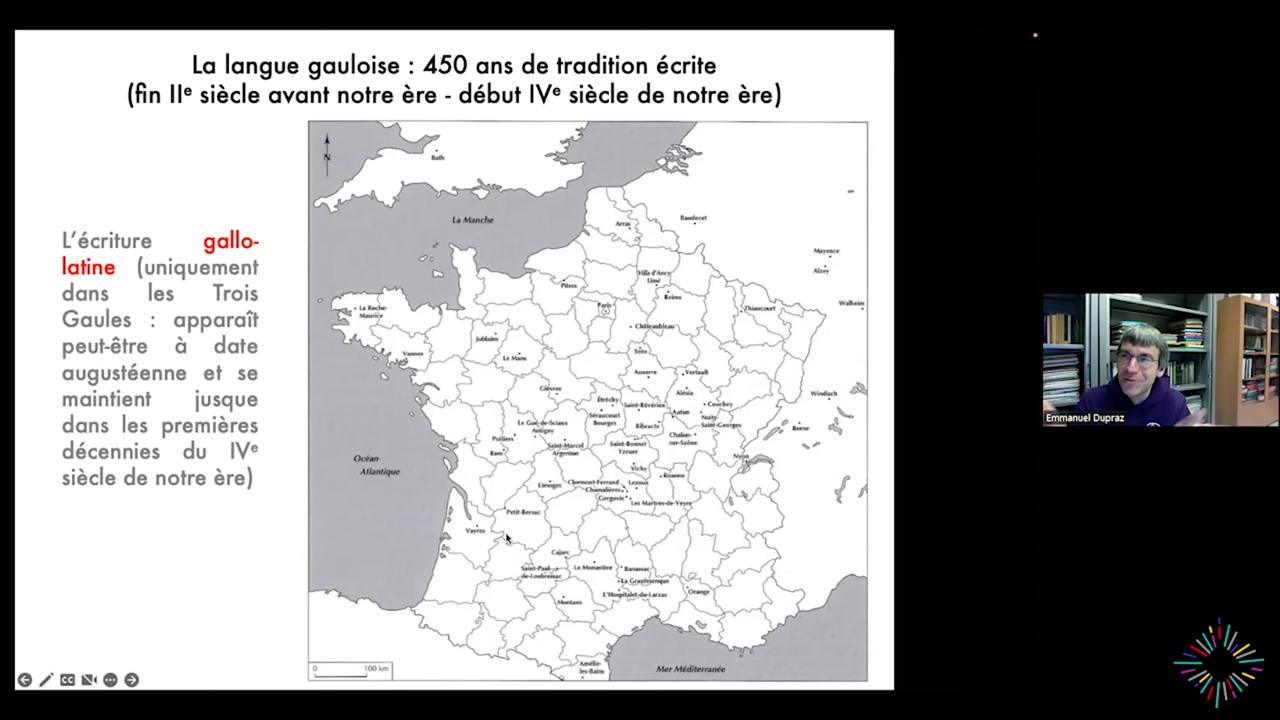 La langue gauloise : 450 ans de tradition écrite
(fin IIᵉ siècle avant notre ère - début IVᵉ siècle de notre ère)
L'écriture gallo-
latine (uniquement
dans les Trois
Gaules : apparaît
peut-être à date
augustéenne et se
maintient jusque
dans les premières
décennies du IVᵉ
siècle de notre ère)
N
Bath
La Manche
Arras
Baudecet
Mayence
Alzey
Villa d'Ancy
Limé
Pîtres
Reims
Paris
Thiaucourt
Walheim
La Roche-
Maurice
Châteaubleau
Jublains
Sens
Vannes
Le Mans
Auxerre
Vertault
Gièvres
Alésia
Windisch
Étréchy
Saint-Révérien
Couchey
Séraucourt
Bourges
Autun
Nuits-
Saint-Georges
Le Gué-de-Sciaux
Antigny
Bibracte
Berne
Poitiers
Chalon-
sur-Saône
Saint-Marcel
Argenton
Saint-Bonnet
Yzeure
Rom
Nyon
Océan
Atlantique
Vichy
Roanne
Limoges
Clermont-Ferrand
Lezoux
Chamalières
Gergovie
Les Martres-de-Veyre
Petit-Bersac
Vayres
Cajarc
Saint-Paul-
de-Loubressac
Le Monastère
Banassac
La Graufesenque
L'Hospitalet-du-Larzac
Orange
Montans
Amélie-
les-Bains
Mer Méditerranée
0 100 km
CC
Emmanuel Dupraz